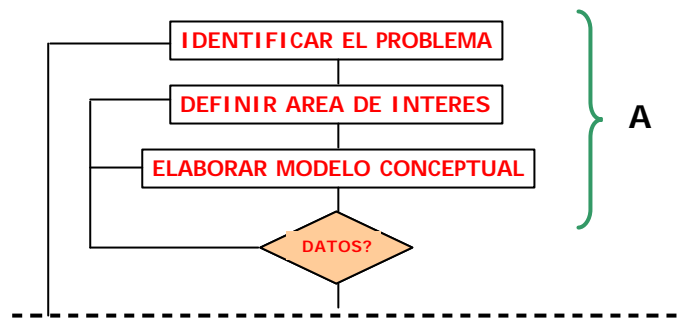 IDENTIFICAR EL PROBLEMA
DEFINIR AREA DE INTERES
A
ELABORAR MODELO CONCEPTUAL
DATOS?